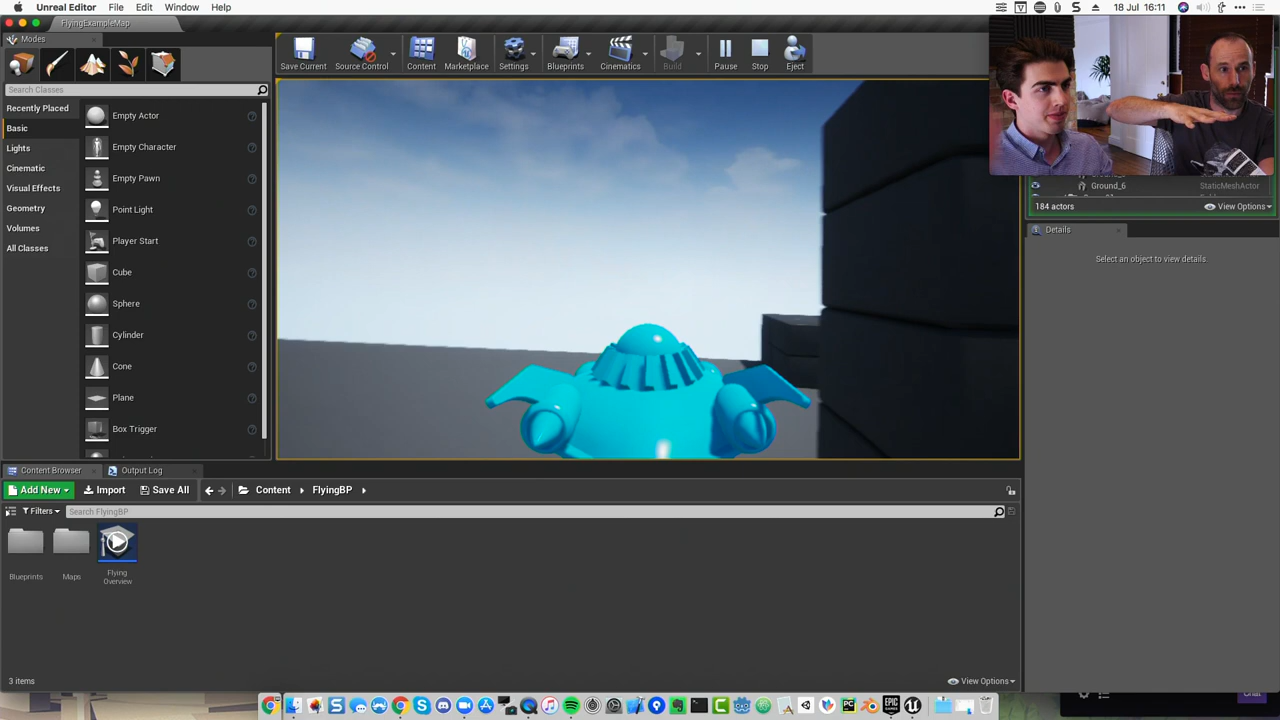 Unreal Editor File Edit Window Help
18 Jul 16:11
FlyingExampleMap
Modes
Save Current
Source Control
Content
Marketplace
Settings
Blueprints
Cinematics
Build
Pause
Stop
Eject
Search Classes
Recently Placed
Basic
Lights
Cinematic
Visual Effects
Geometry
Volumes
All Classes
Empty Actor
Empty Character
Empty Pawn
Point Light
Player Start
Cube
Sphere
Cylinder
Cone
Plane
Box Trigger
Ground_6 StaticMeshActor
184 actors View Options
Details
Select an object to view details.
Content Browser
Output Log
Add New Import Save All Content FlyingBP
Filters Search FlyingBP
Blueprints
Maps
Flying
Overview
3 items
View Options
Chat